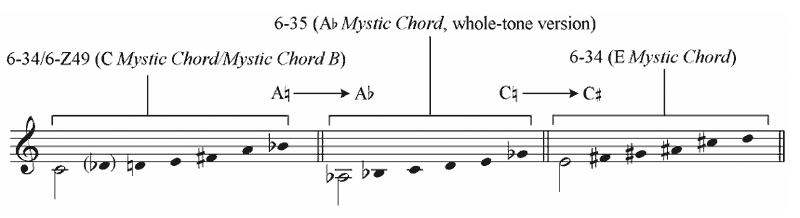 6-35 (A♭ Mystic Chord, whole-tone version)
6-34/6-Z49 (C Mystic Chord/Mystic Chord B)
6-34 (E Mystic Chord)
A♮ → A♭
C♮ → C♯